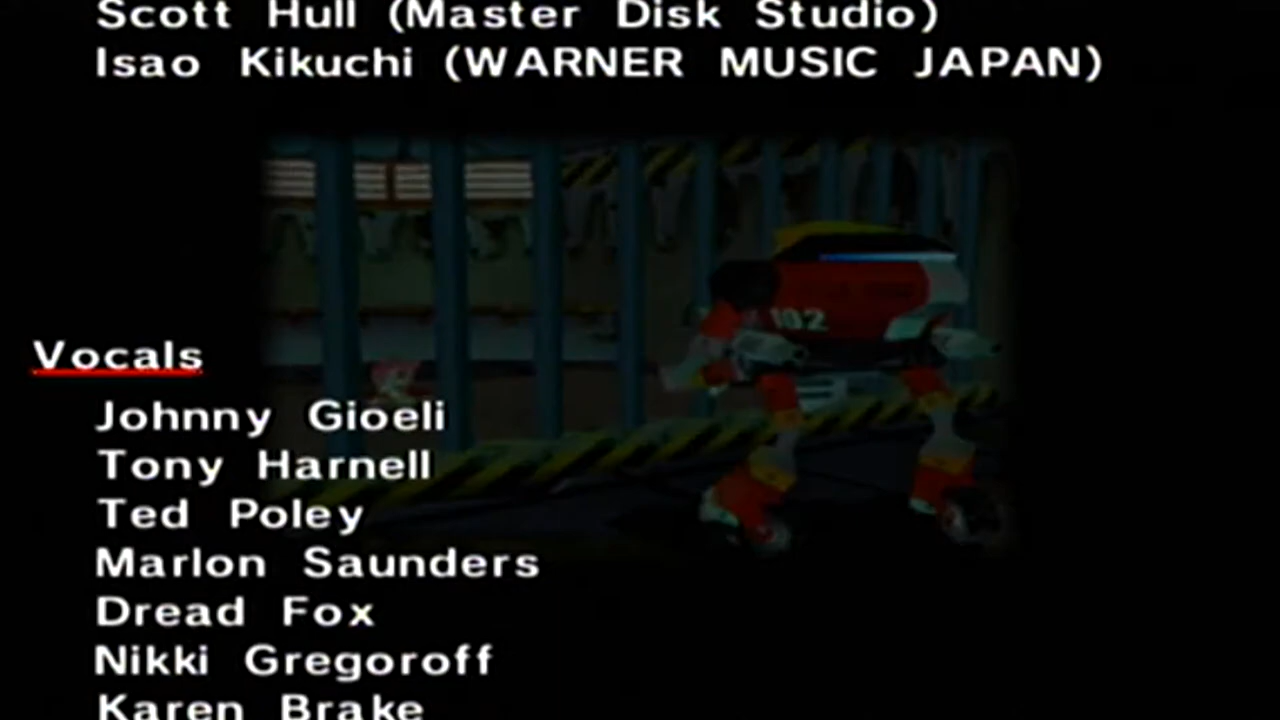 Scott Hull (Master Disk Studio)
Isao Kikuchi (WARNER MUSIC JAPAN)
102
Vocals
Johnny Gioeli
Tony Harnell
Ted Poley
Marlon Saunders
Dread Fox
Nikki Gregoroff
Karen Brake